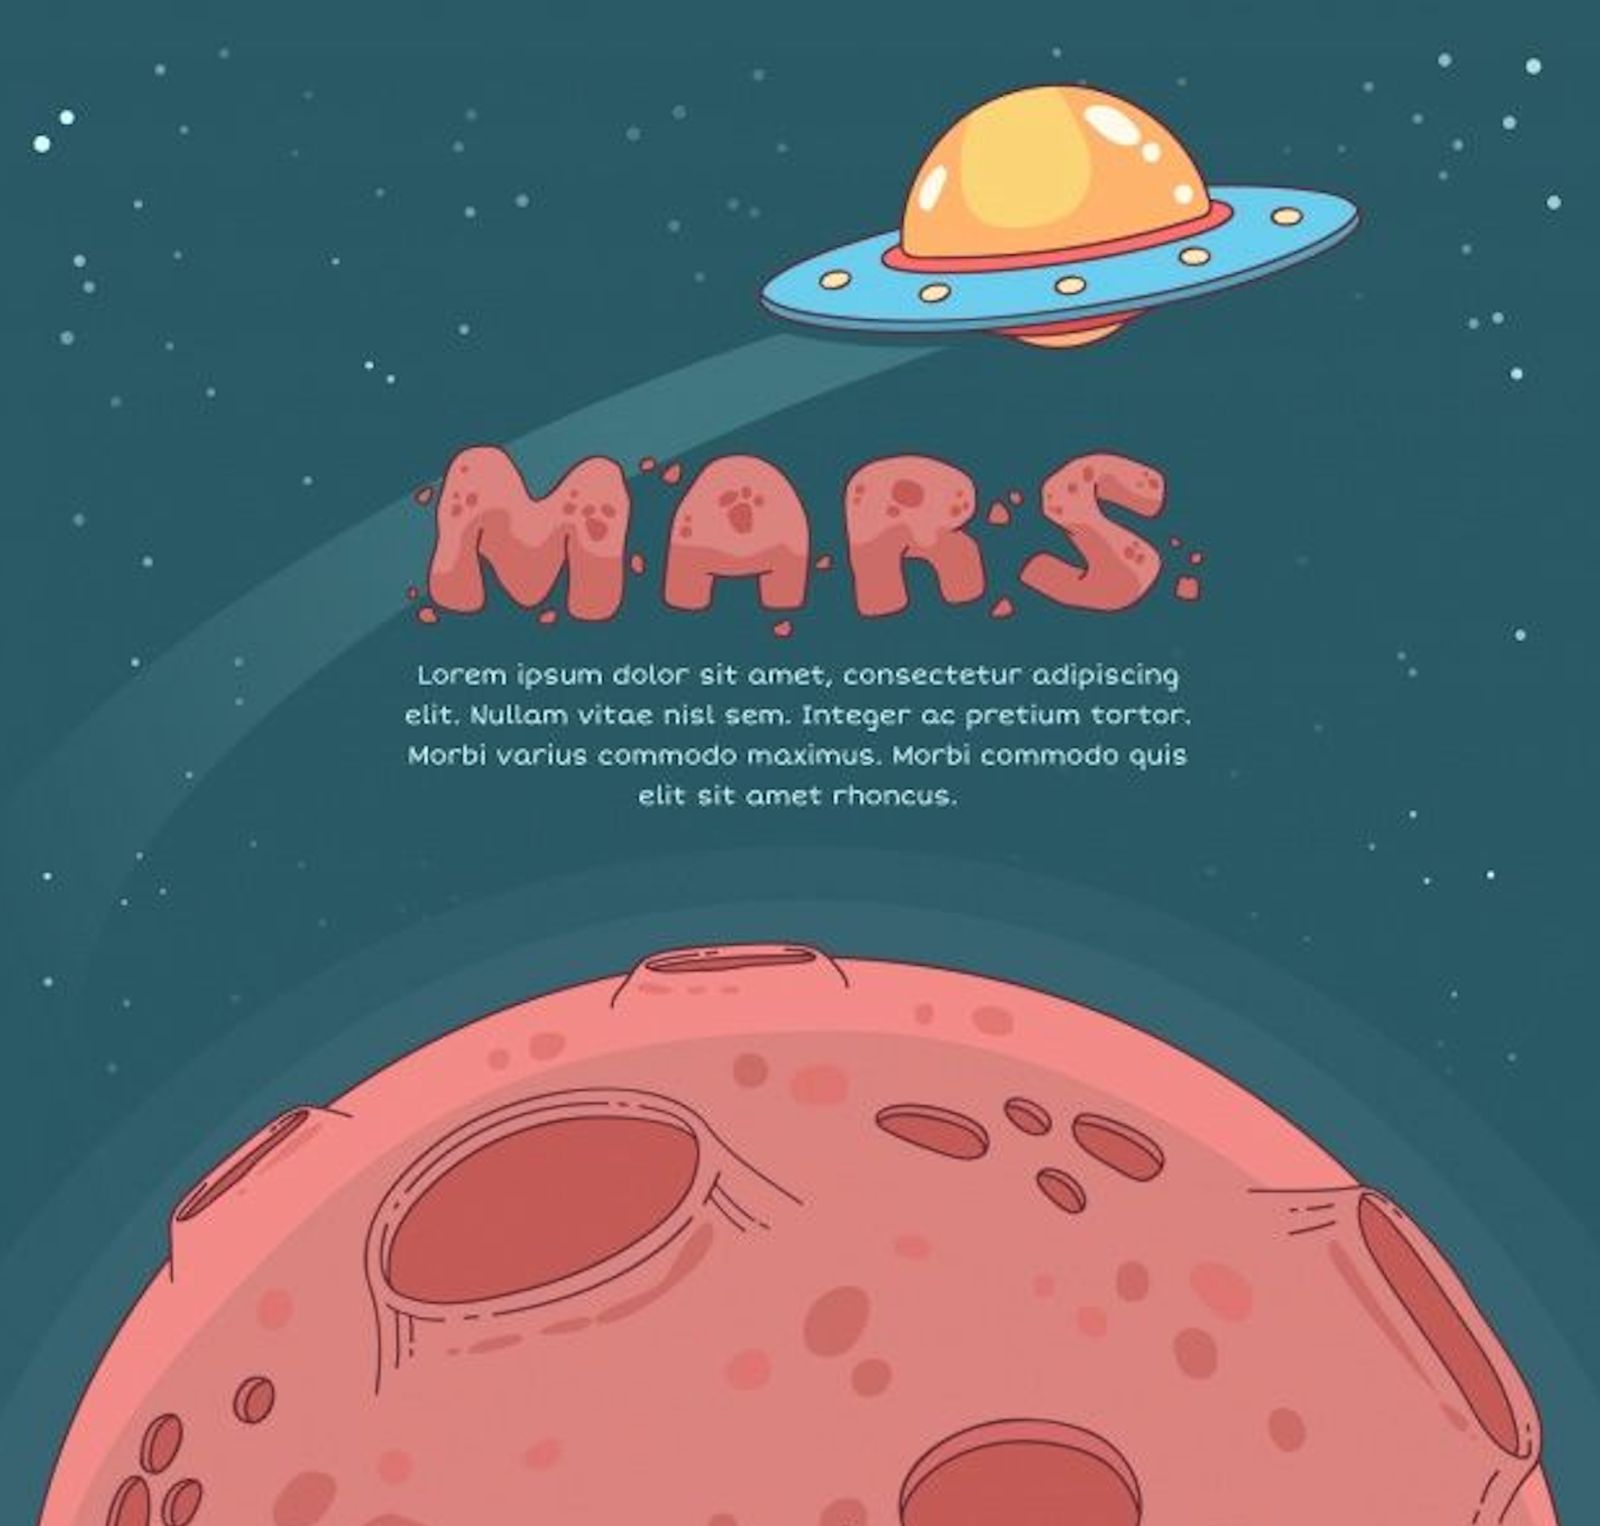 MARS
Lorem ipsum dolor sit amet, consectetur adipiscing
elit. Nullam vitae nisl sem. Integer ac pretium tortor.
Morbi varius commodo maximus. Morbi commodo quis
elit sit amet rhoncus.